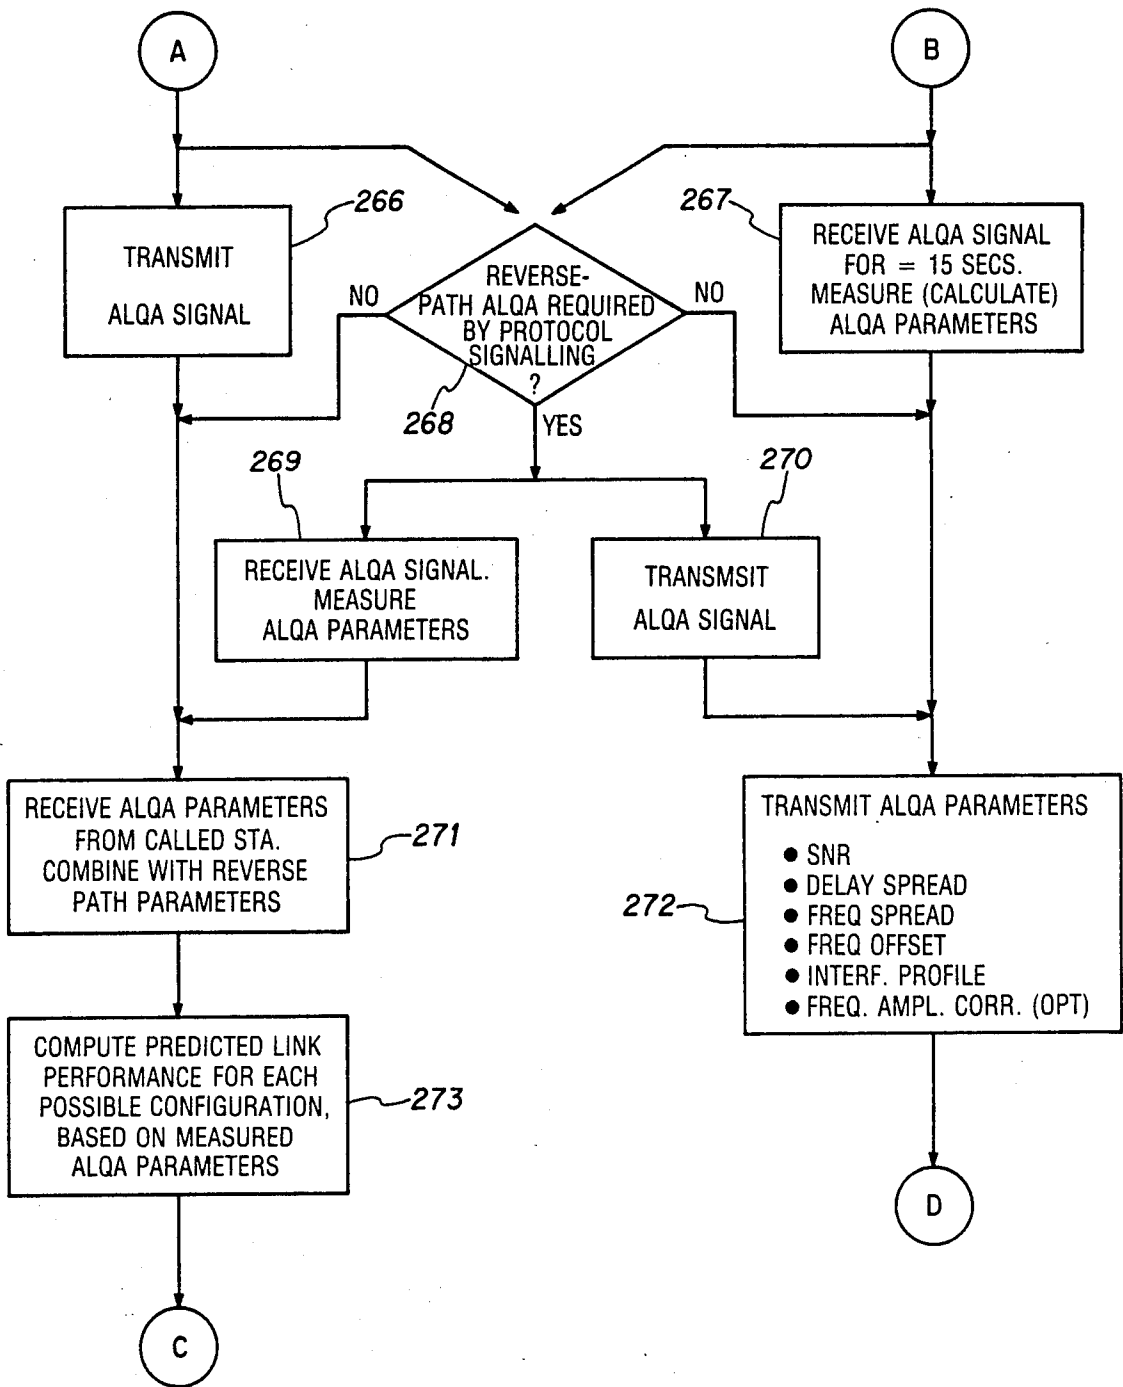 A
B
266
TRANSMIT
ALQA SIGNAL
267
RECEIVE ALQA SIGNAL
FOR = 15 SECS.
MEASURE (CALCULATE)
ALQA PARAMETERS
REVERSE-
PATH ALQA REQUIRED
BY PROTOCOL
SIGNALLING
?
NO
NO
268
YES
269
RECEIVE ALQA SIGNAL.
MEASURE
ALQA PARAMETERS
270
TRANSMSIT
ALQA SIGNAL
RECEIVE ALQA PARAMETERS
FROM CALLED STA.
COMBINE WITH REVERSE
PATH PARAMETERS
271
272
TRANSMIT ALQA PARAMETERS
● SNR
● DELAY SPREAD
● FREQ SPREAD
● FREQ OFFSET
● INTERF. PROFILE
● FREQ. AMPL. CORR. (OPT)
COMPUTE PREDICTED LINK
PERFORMANCE FOR EACH
POSSIBLE CONFIGURATION,
BASED ON MEASURED
ALQA PARAMETERS
273
D
C